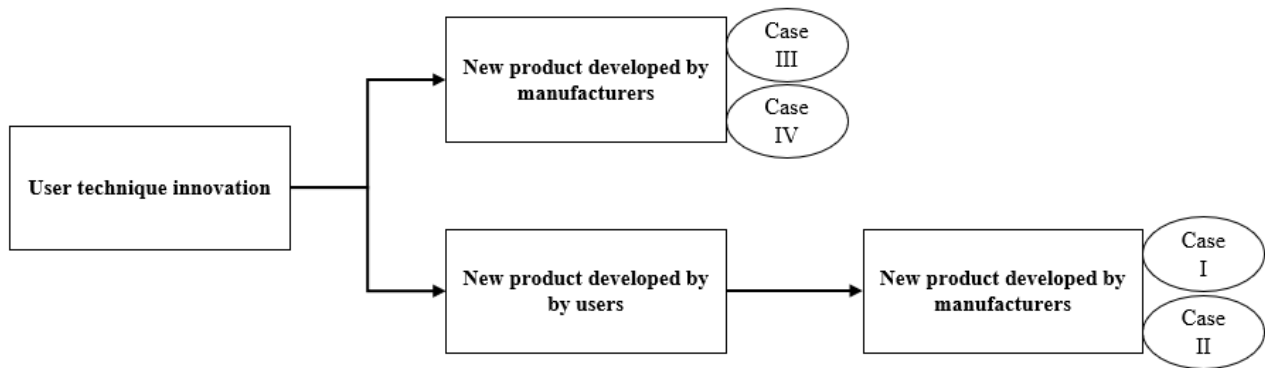 Case
III
New product developed by
manufacturers
Case
IV
User technique innovation
New product developed by
by users
New product developed by
manufacturers
Case
I
Case
II